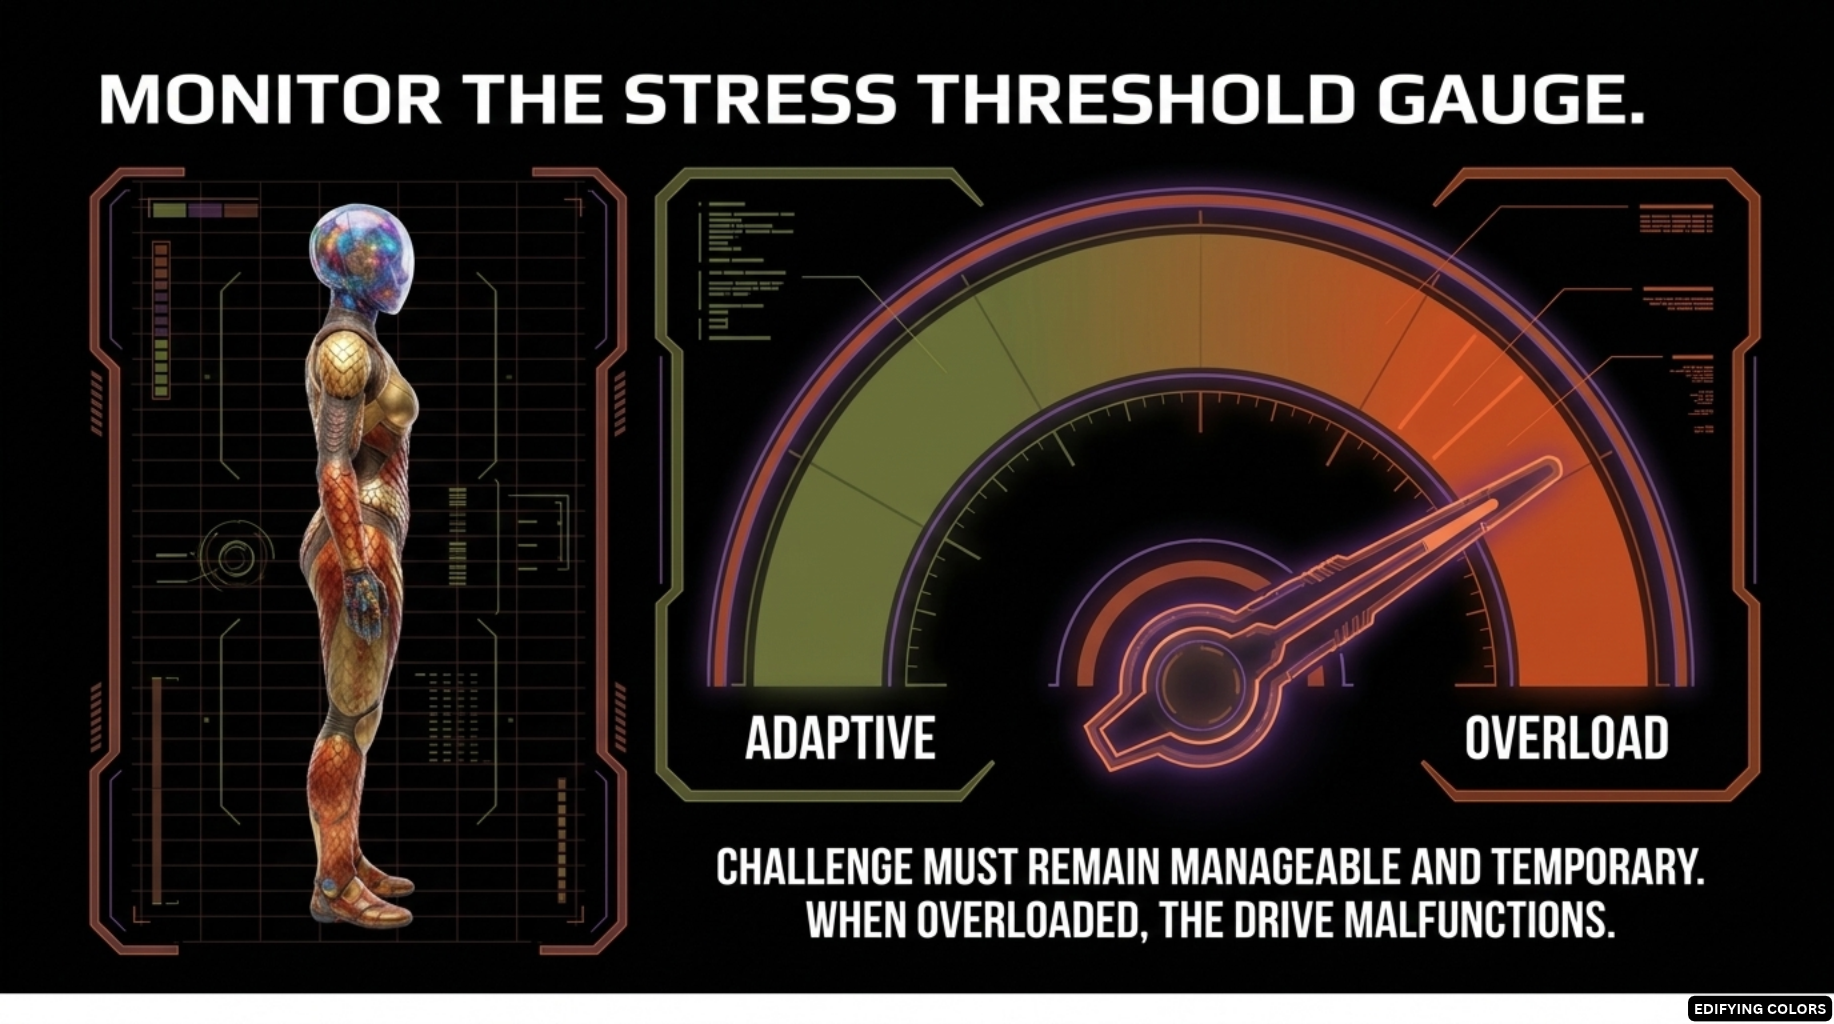 MONITOR THE STRESS THRESHOLD GAUGE.
ADAPTIVE
OVERLOAD
CHALLENGE MUST REMAIN MANAGEABLE AND TEMPORARY.
WHEN OVERLOADED, THE DRIVE MALFUNCTIONS.
EDIFYING COLORS